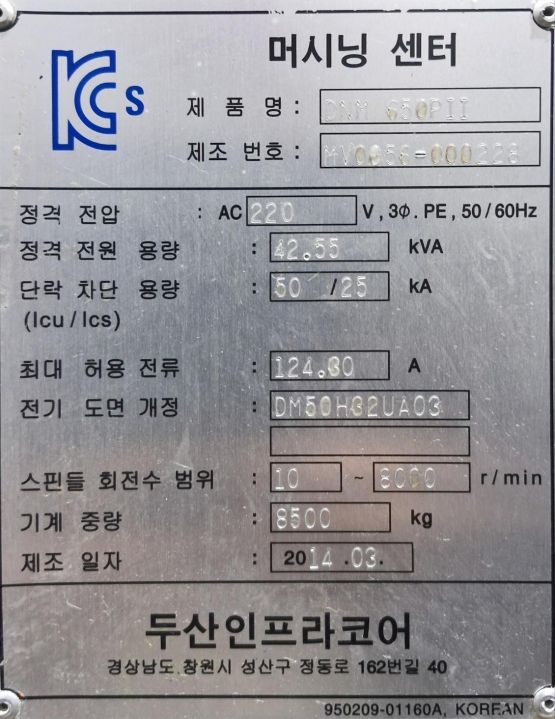 KCs
머시닝 센터
제 품 명 : DNM 650PII
제조 번호 : MV0056-000228
정격 전압 : AC 220 V , 3Φ. PE , 50 / 60Hz
정격 전원 용량 : 42.55 kVA
단락 차단 용량 : 50 /25 kA
(Icu / Ics)
최대 허용 전류 : 124.80 A
전기 도면 개정 : DM50H32UA03
스핀들 회전수 범위 : 10 ~ 8000 r/min
기계 중량 : 8500 kg
제조 일자 : 2014 .03.
두산인프라코어
경상남도 창원시 성산구 정동로 162번길 40
950209-01160A, KOREAN